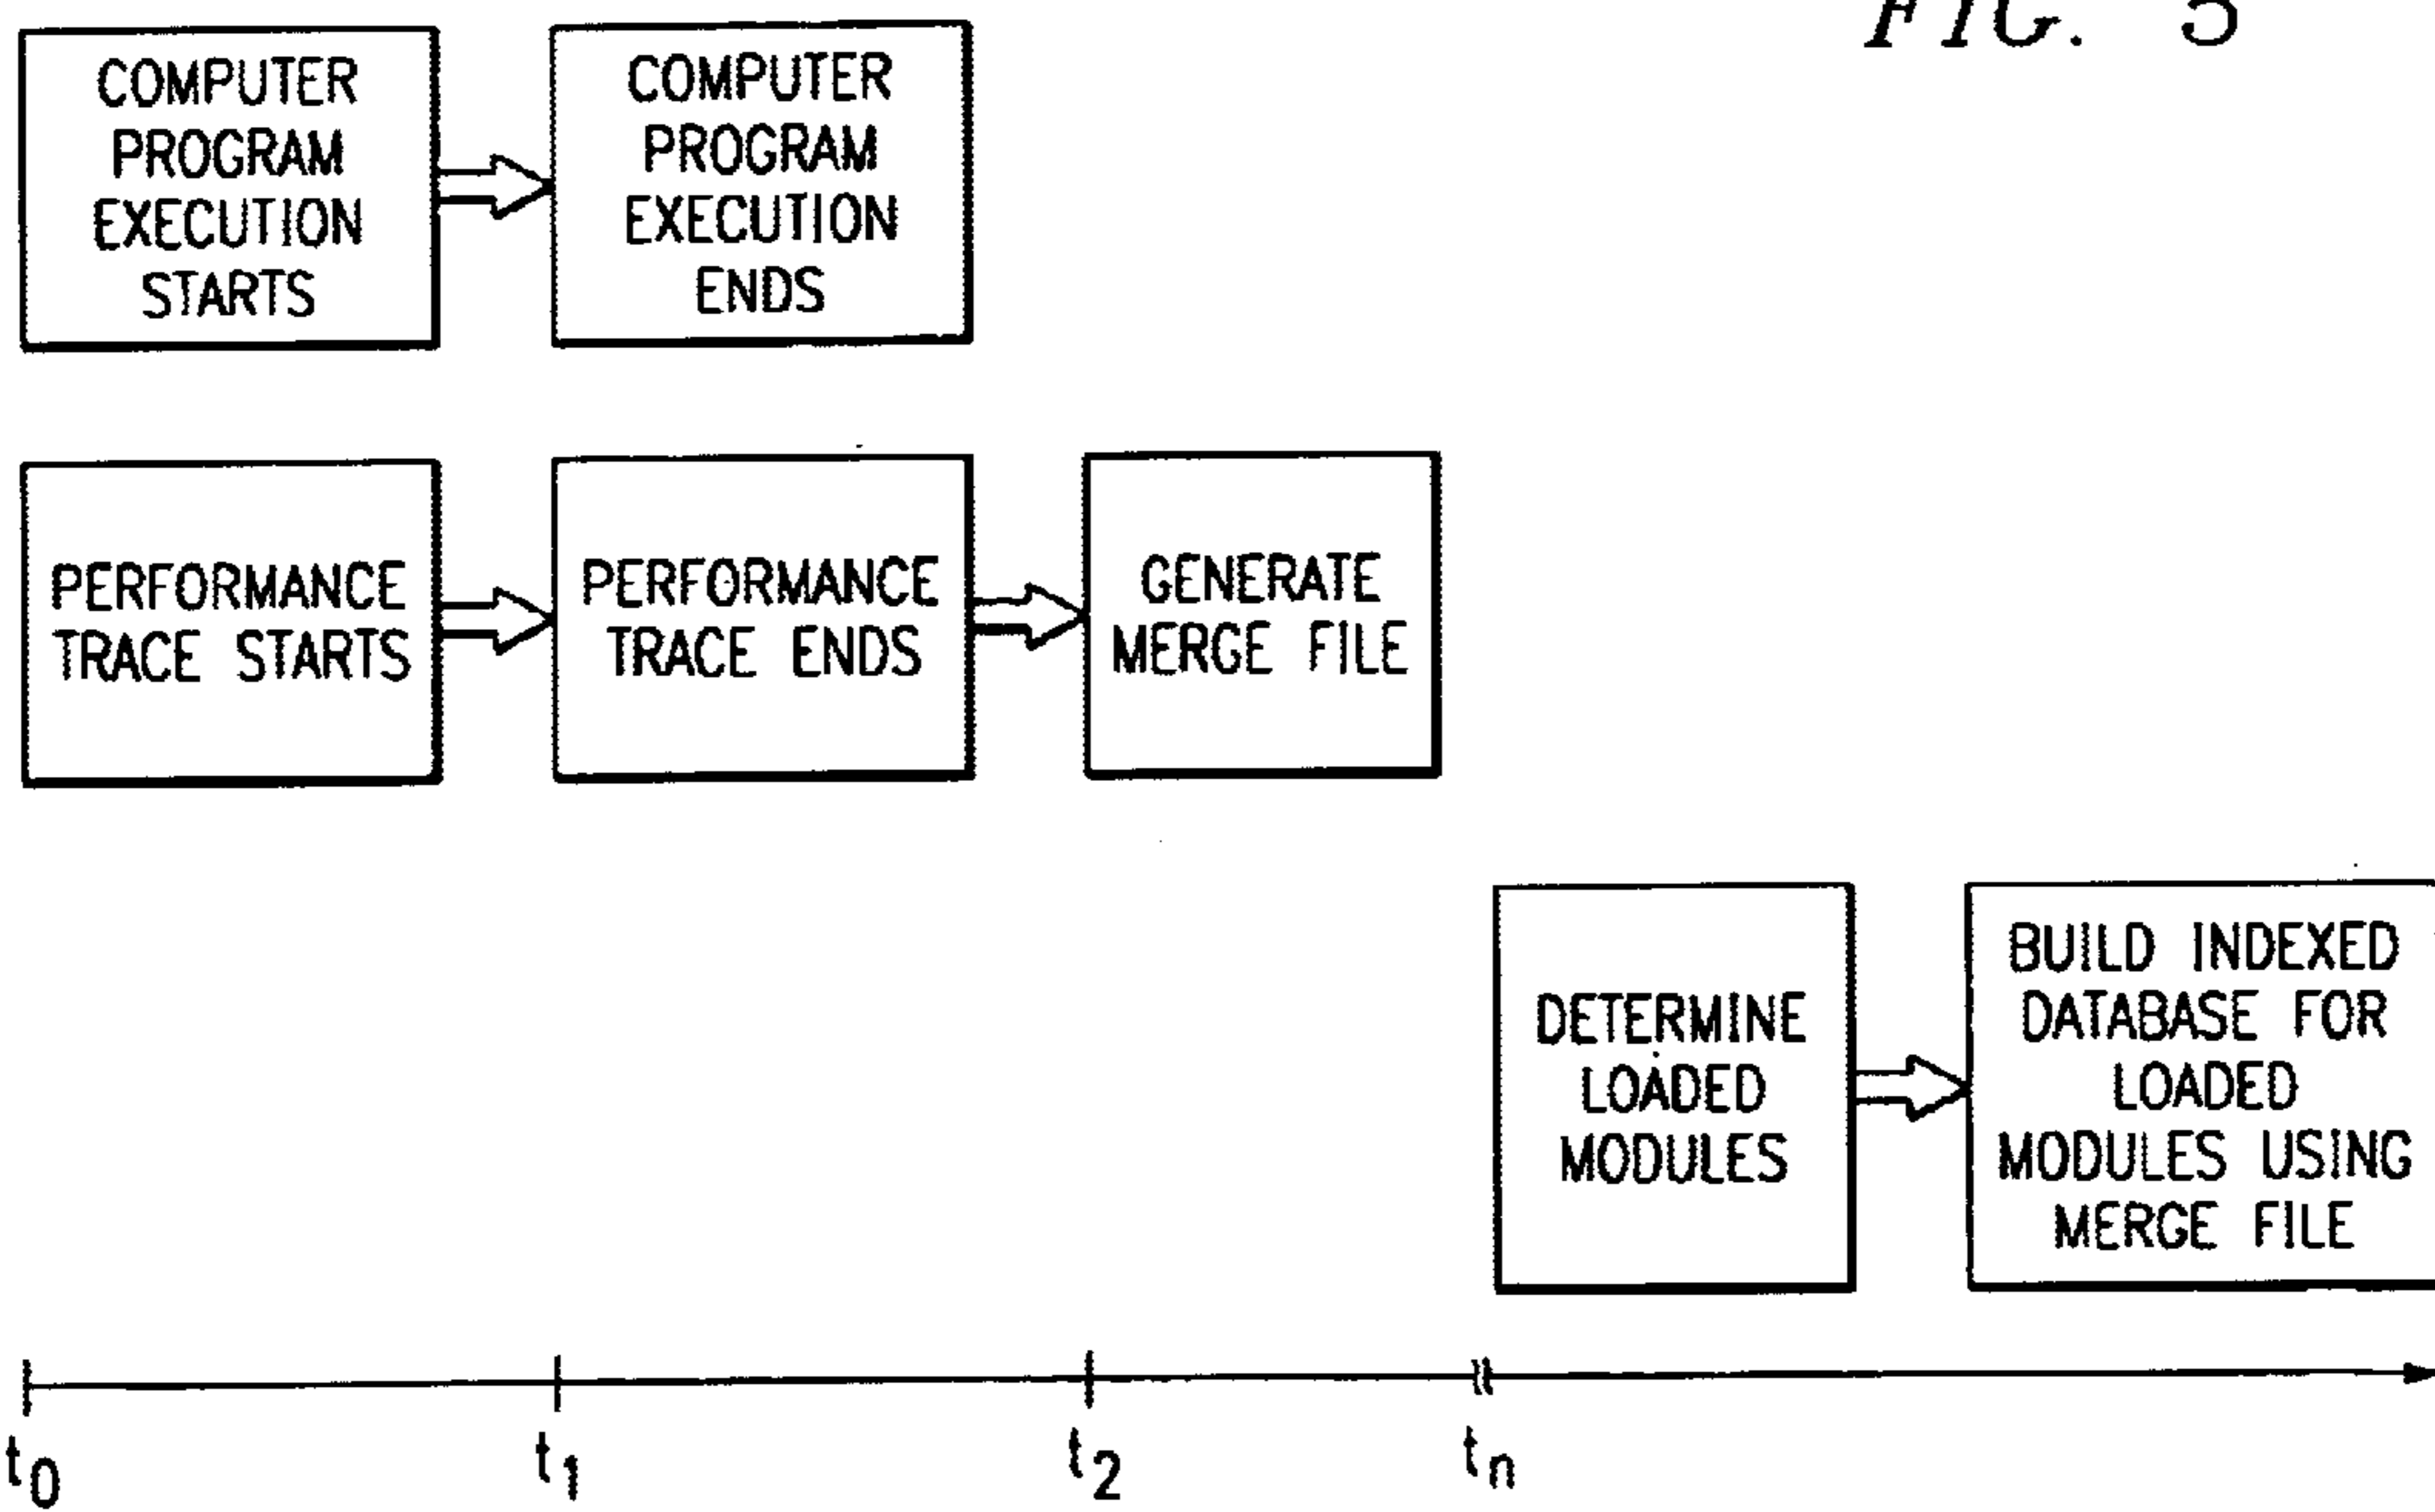 FIG.
COMPUTER
PROGRAM
EXECUTION
STARTS
COMPUTER
PROGRAM
EXECUTION
ENDS
PERFORMANCE
TRACE STARTS
PERFORMANCE
TRACE ENDS
GENERATE
MERGE FILE
DETERMINE
LOADED
MODULES
BUILD INDEXED
DATABASE FOR
LOADED
MODULES USING
MERGE FILE
t0
t1
t2
tn